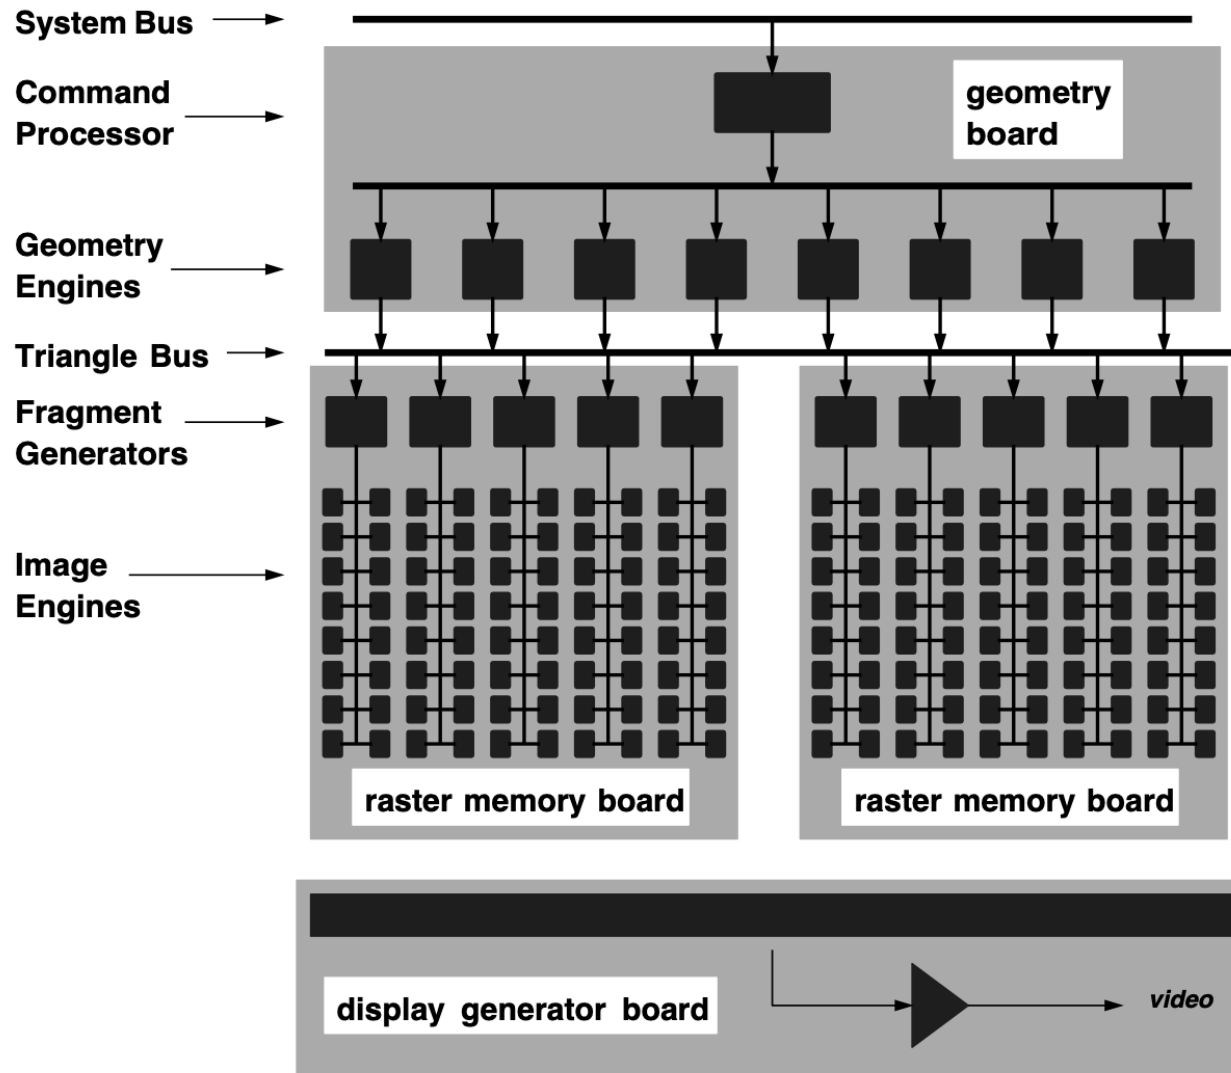 System Bus
Command
Processor
geometry
board
Geometry
Engines
Triangle Bus
Fragment
Generators
Image
Engines
raster memory board
raster memory board
display generator board
video